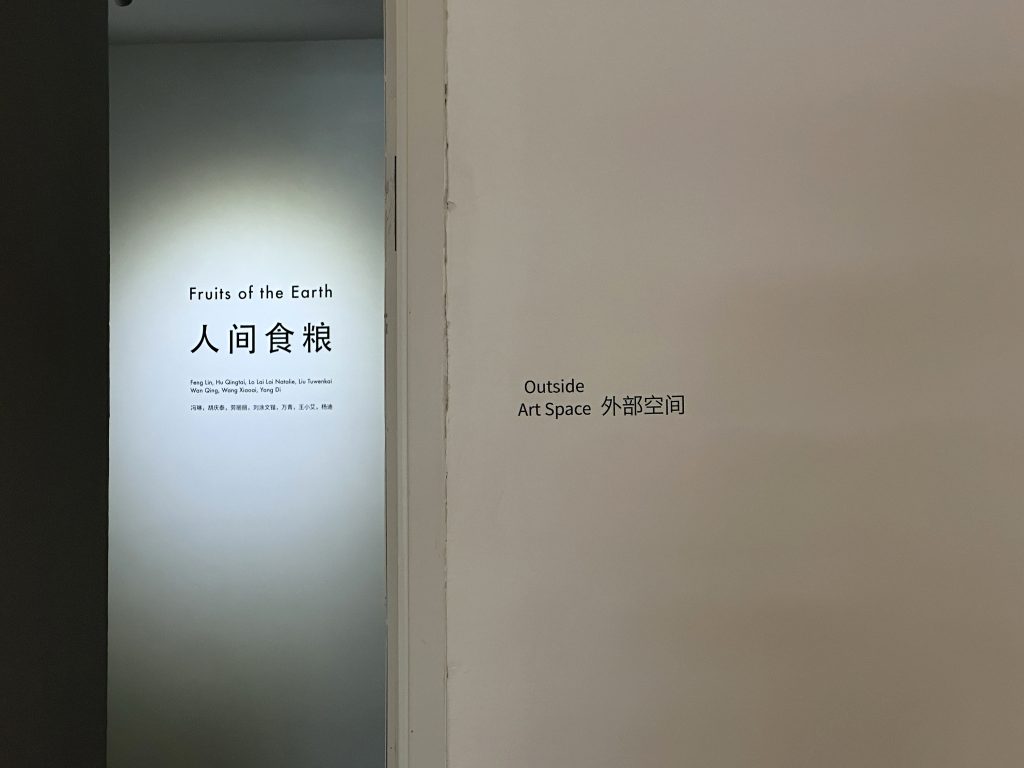 Fruits of the Earth
人间食粮
Feng Lin, Hu Qingtai, Lo Lai Lai Natalie, Liu Tuwenkai
Wan Qing, Wang Xiaoai, Yang Di
冯琳，胡庆泰，劳丽丽，刘涂文锴，万青，王小艾，杨迪
Outside
Art Space 外部空间